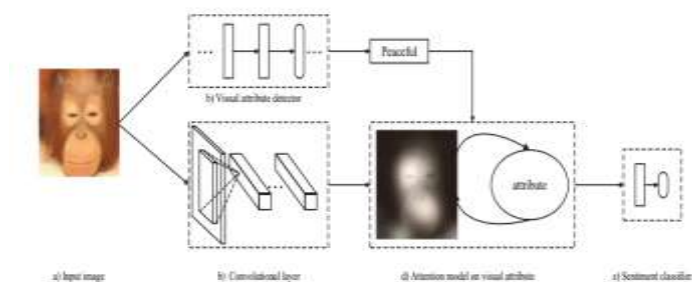 Peaceful
b) Visual attribute detector
attribute
a) Input image
b) Convolutional layer
d) Attention model on visual attribute
e) Sentiment classifier